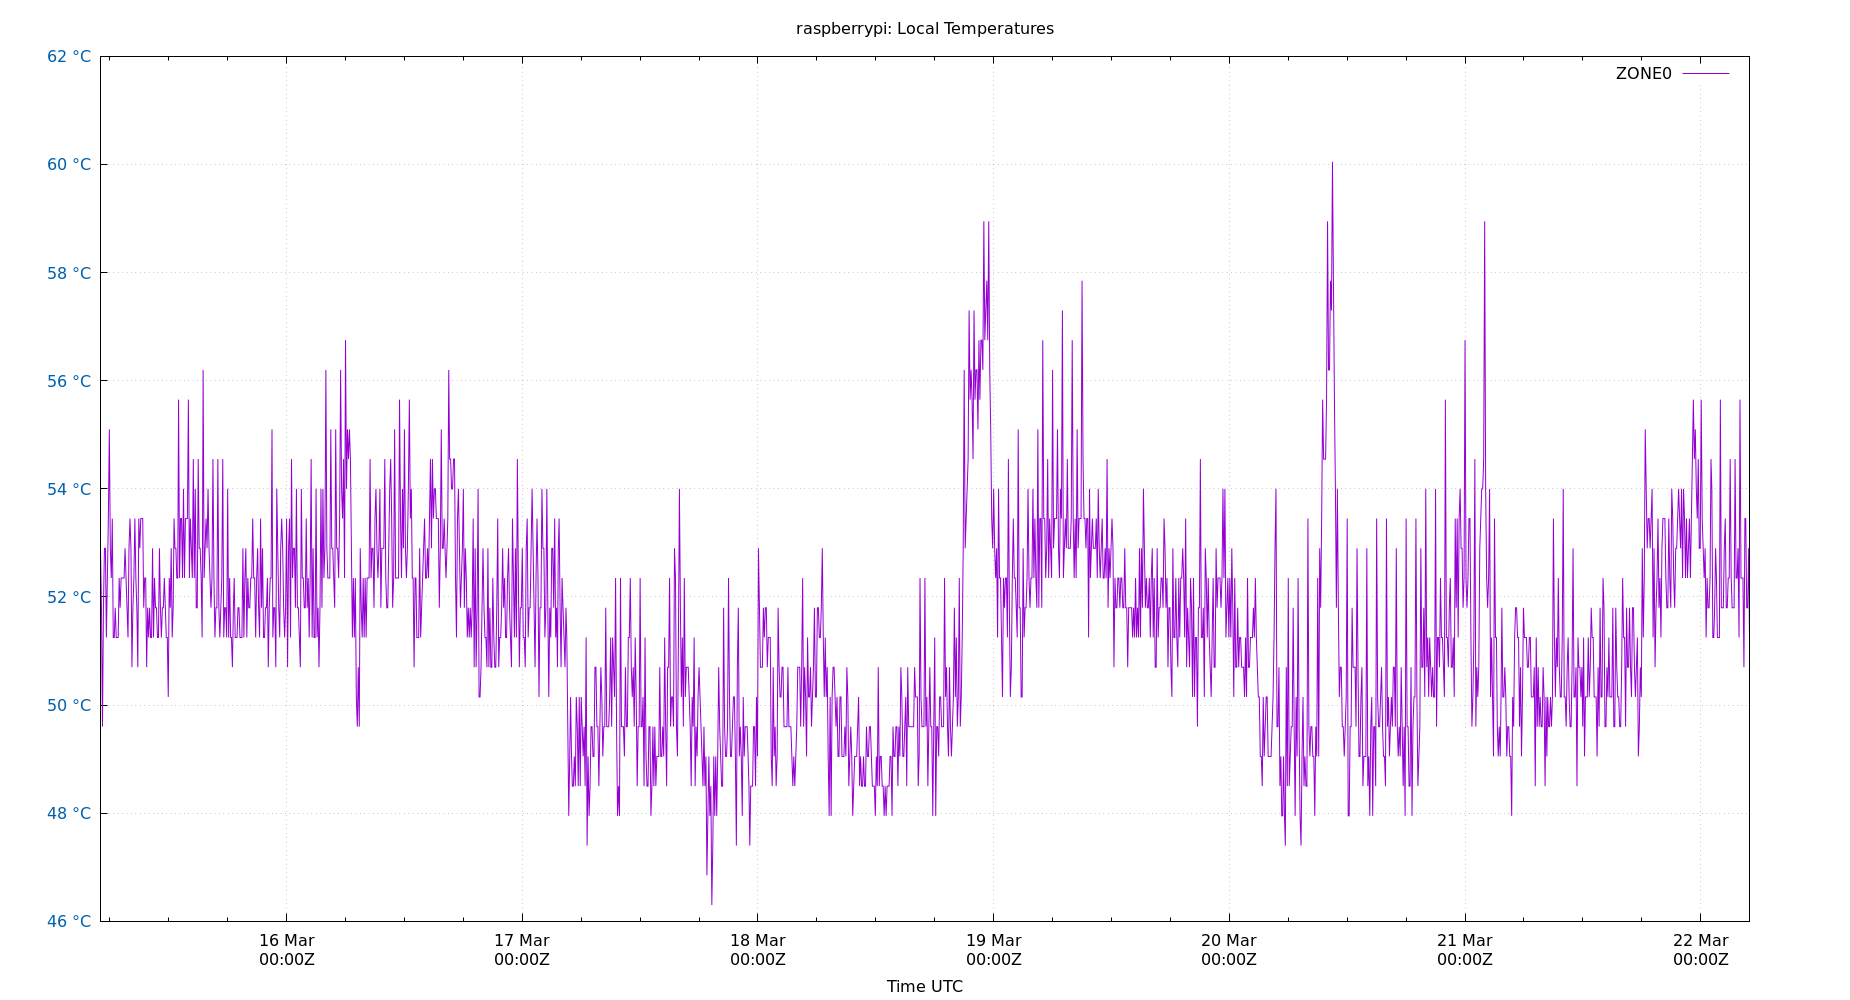 raspberrypi: Local Temperatures
ZONE0
62 °C
60 °C
58 °C
56 °C
54 °C
52 °C
50 °C
48 °C
46 °C
16 Mar
00:00Z
17 Mar
00:00Z
18 Mar
00:00Z
19 Mar
00:00Z
20 Mar
00:00Z
21 Mar
00:00Z
22 Mar
00:00Z
Time UTC